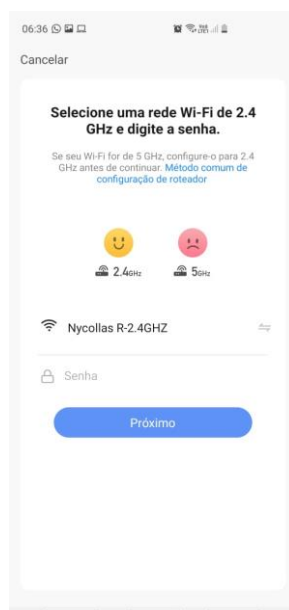 06:36
Cancelar
Selecione uma rede Wi-Fi de 2.4
GHz e digite a senha.
Se seu Wi-Fi for de 5 GHz, configure-o para 2.4
GHz antes de continuar. Método comum de
configuração de roteador
2.4GHz 5GHz
Nycollas R-2.4GHZ
Senha
Próximo